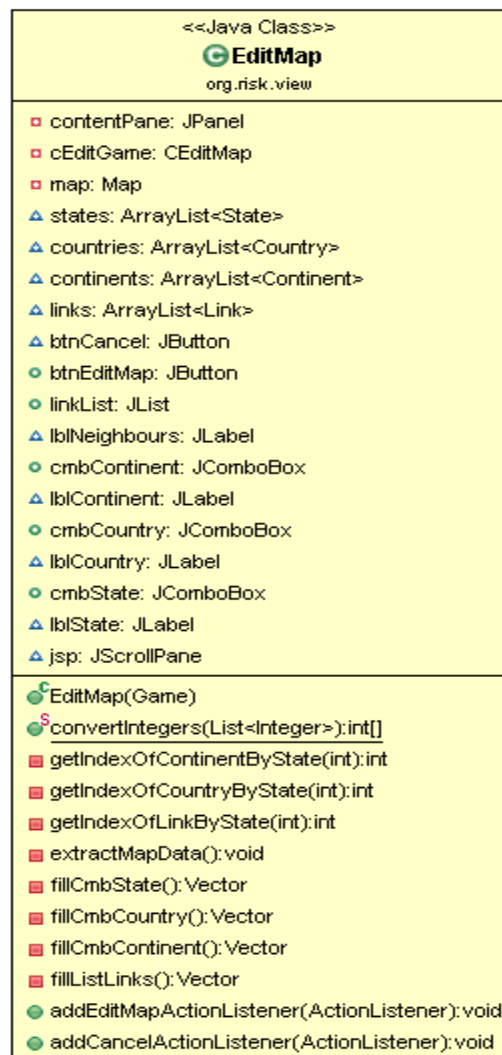 <<Java Class>>
EditMap
org.risk.view
contentPane: JPanel
cEditGame: CEditMap
map: Map
states: ArrayList<State>
countries: ArrayList<Country>
continents: ArrayList<Continent>
links: ArrayList<Link>
btnCancel: JButton
btnEditMap: JButton
linkList: JList
lblNeighbours: JLabel
cmbContinent: JComboBox
lblContinent: JLabel
cmbCountry: JComboBox
lblCountry: JLabel
cmbState: JComboBox
lblState: JLabel
jsp: JScrollPane
EditMap(Game)
convertIntegers(List<Integer>):int[]
getIndexOfContinentByState(int):int
getIndexOfCountryByState(int):int
getIndexOfLinkByState(int):int
extractMapData():void
fillCmbState():Vector
fillCmbCountry():Vector
fillCmbContinent():Vector
fillListLinks():Vector
addEditMapActionListener(ActionListener):void
addCancelActionListener(ActionListener):void